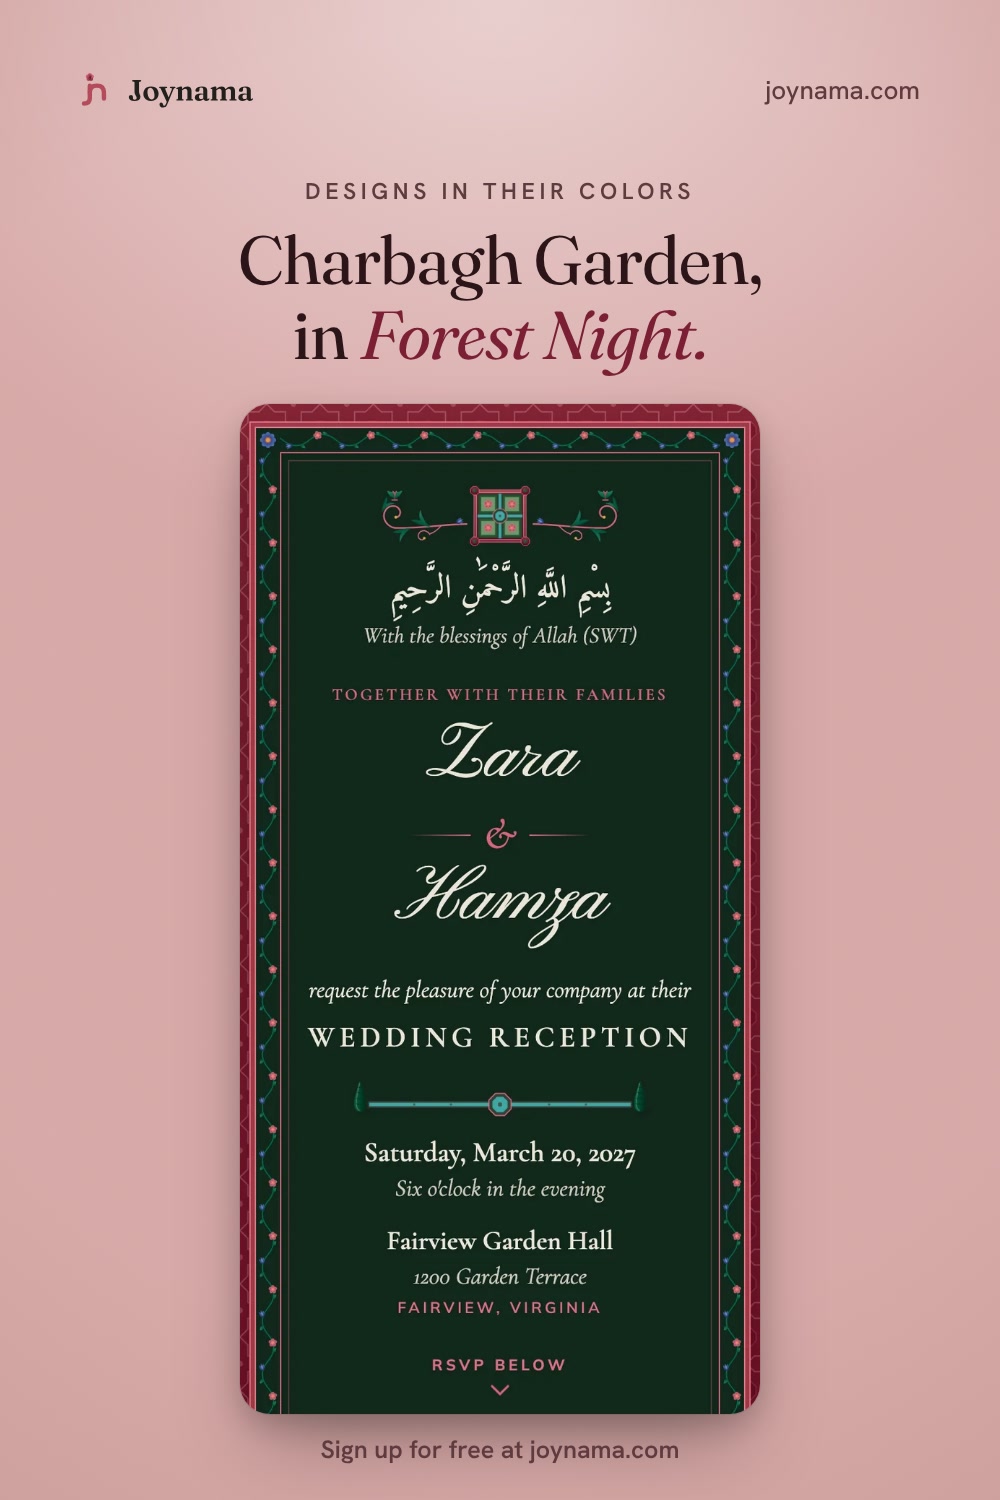 Joynama
joynama.com
DESIGNS IN THEIR COLORS
Charbagh Garden,
in Forest Night.
بِسْمِ اللَّهِ الرَّحْمَٰنِ الرَّحِيمِ
With the blessings of Allah (SWT)
TOGETHER WITH THEIR FAMILIES
Zara
&
Hamza
request the pleasure of your company at their
WEDDING RECEPTION
Saturday, March 20, 2027
Six o'clock in the evening
Fairview Garden Hall
1200 Garden Terrace
FAIRVIEW, VIRGINIA
RSVP BELOW
Sign up for free at joynama.com